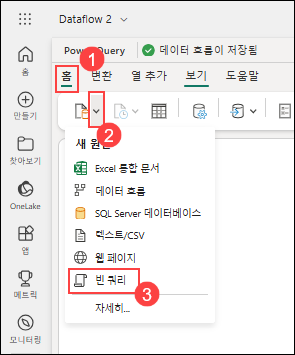 Dataflow 2
Power Query
데이터 흐름이 저장됨
1
홈
변환
열 추가
보기
도움말
2
새 원
Excel 통합 문서
데이터 흐름
SQL Server 데이터베이스
텍스트/CSV
웹 페이지
빈 쿼리
3
자세히...
홈
만들기
찾아보기
OneLake
앱
메트릭
모니터링